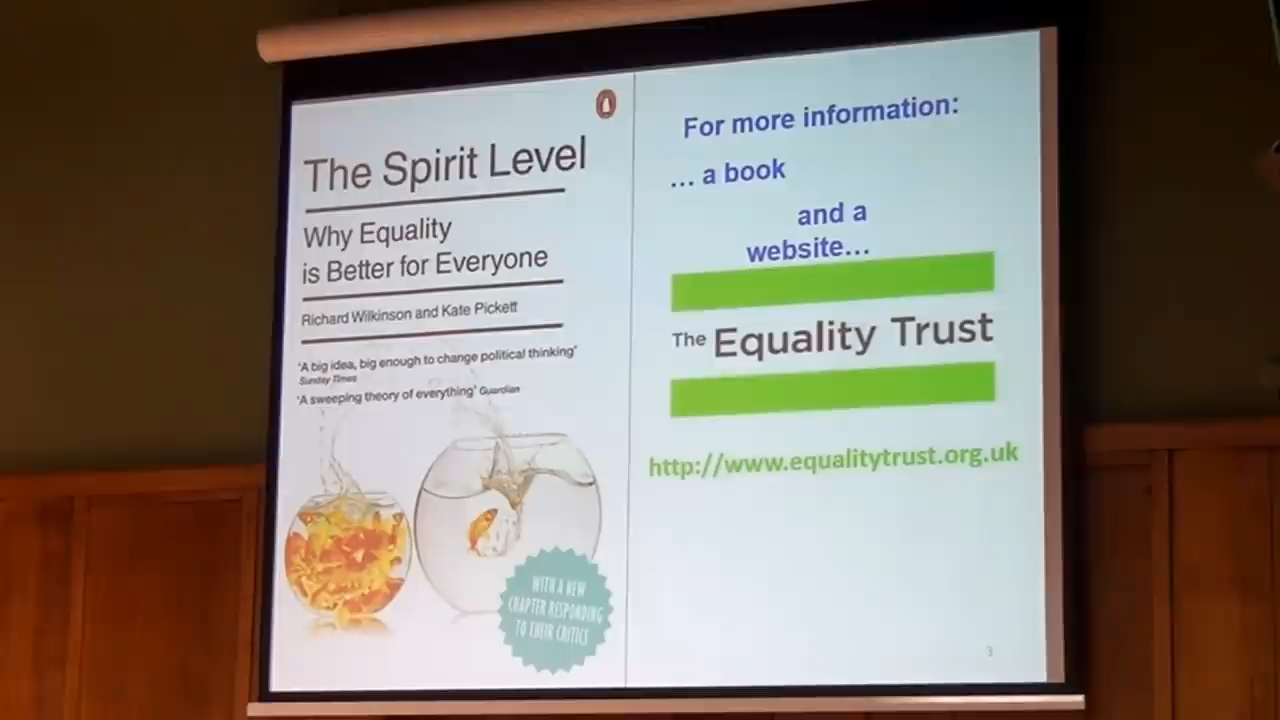 The Spirit Level
Why Equality
is Better for Everyone
Richard Wilkinson and Kate Pickett
'A big idea, big enough to change political thinking'
Sunday Times
'A sweeping theory of everything' Guardian
WITH A NEW
CHAPTER RESPONDING
TO THEIR CRITICS
For more information:
... a book
and a
website...
The Equality Trust
http://www.equalitytrust.org.uk
3